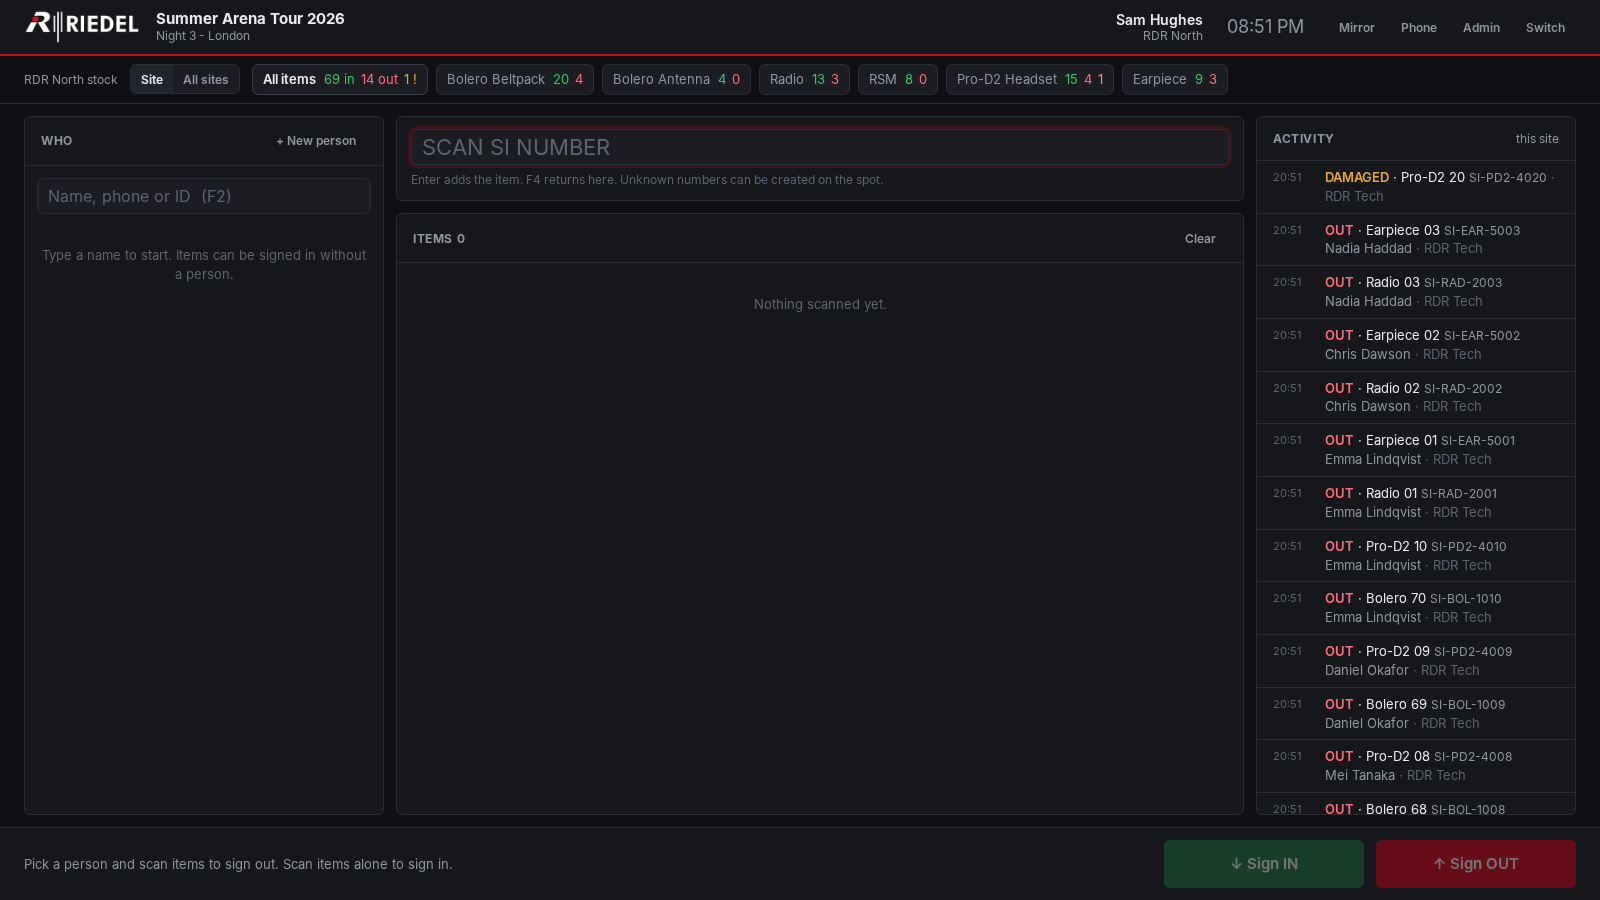 RIEDEL
Summer Arena Tour 2026
Night 3 - London
Sam Hughes
RDR North
08:51 PM
Mirror
Phone
Admin
Switch
RDR North stock
Site
All sites
All items 69 in 14 out 1 !
Bolero Beltpack 20 4
Bolero Antenna 4 0
Radio 13 3
RSM 8 0
Pro-D2 Headset 15 4 1
Earpiece 9 3
WHO
+ New person
Name, phone or ID (F2)
Type a name to start. Items can be signed in without
a person.
SCAN SI NUMBER
Enter adds the item. F4 returns here. Unknown numbers can be created on the spot.
ITEMS 0
Clear
Nothing scanned yet.
ACTIVITY
this site
20:51 DAMAGED · Pro-D2 20 SI-PD2-4020 ·
RDR Tech
20:51 OUT · Earpiece 03 SI-EAR-5003
Nadia Haddad · RDR Tech
20:51 OUT · Radio 03 SI-RAD-2003
Nadia Haddad · RDR Tech
20:51 OUT · Earpiece 02 SI-EAR-5002
Chris Dawson · RDR Tech
20:51 OUT · Radio 02 SI-RAD-2002
Chris Dawson · RDR Tech
20:51 OUT · Earpiece 01 SI-EAR-5001
Emma Lindqvist · RDR Tech
20:51 OUT · Radio 01 SI-RAD-2001
Emma Lindqvist · RDR Tech
20:51 OUT · Pro-D2 10 SI-PD2-4010
Emma Lindqvist · RDR Tech
20:51 OUT · Bolero 70 SI-BOL-1010
Emma Lindqvist · RDR Tech
20:51 OUT · Pro-D2 09 SI-PD2-4009
Daniel Okafor · RDR Tech
20:51 OUT · Bolero 69 SI-BOL-1009
Daniel Okafor · RDR Tech
20:51 OUT · Pro-D2 08 SI-PD2-4008
Mei Tanaka · RDR Tech
20:51 OUT · Bolero 68 SI-BOL-1008
Pick a person and scan items to sign out. Scan items alone to sign in.
↓ Sign IN
↑ Sign OUT